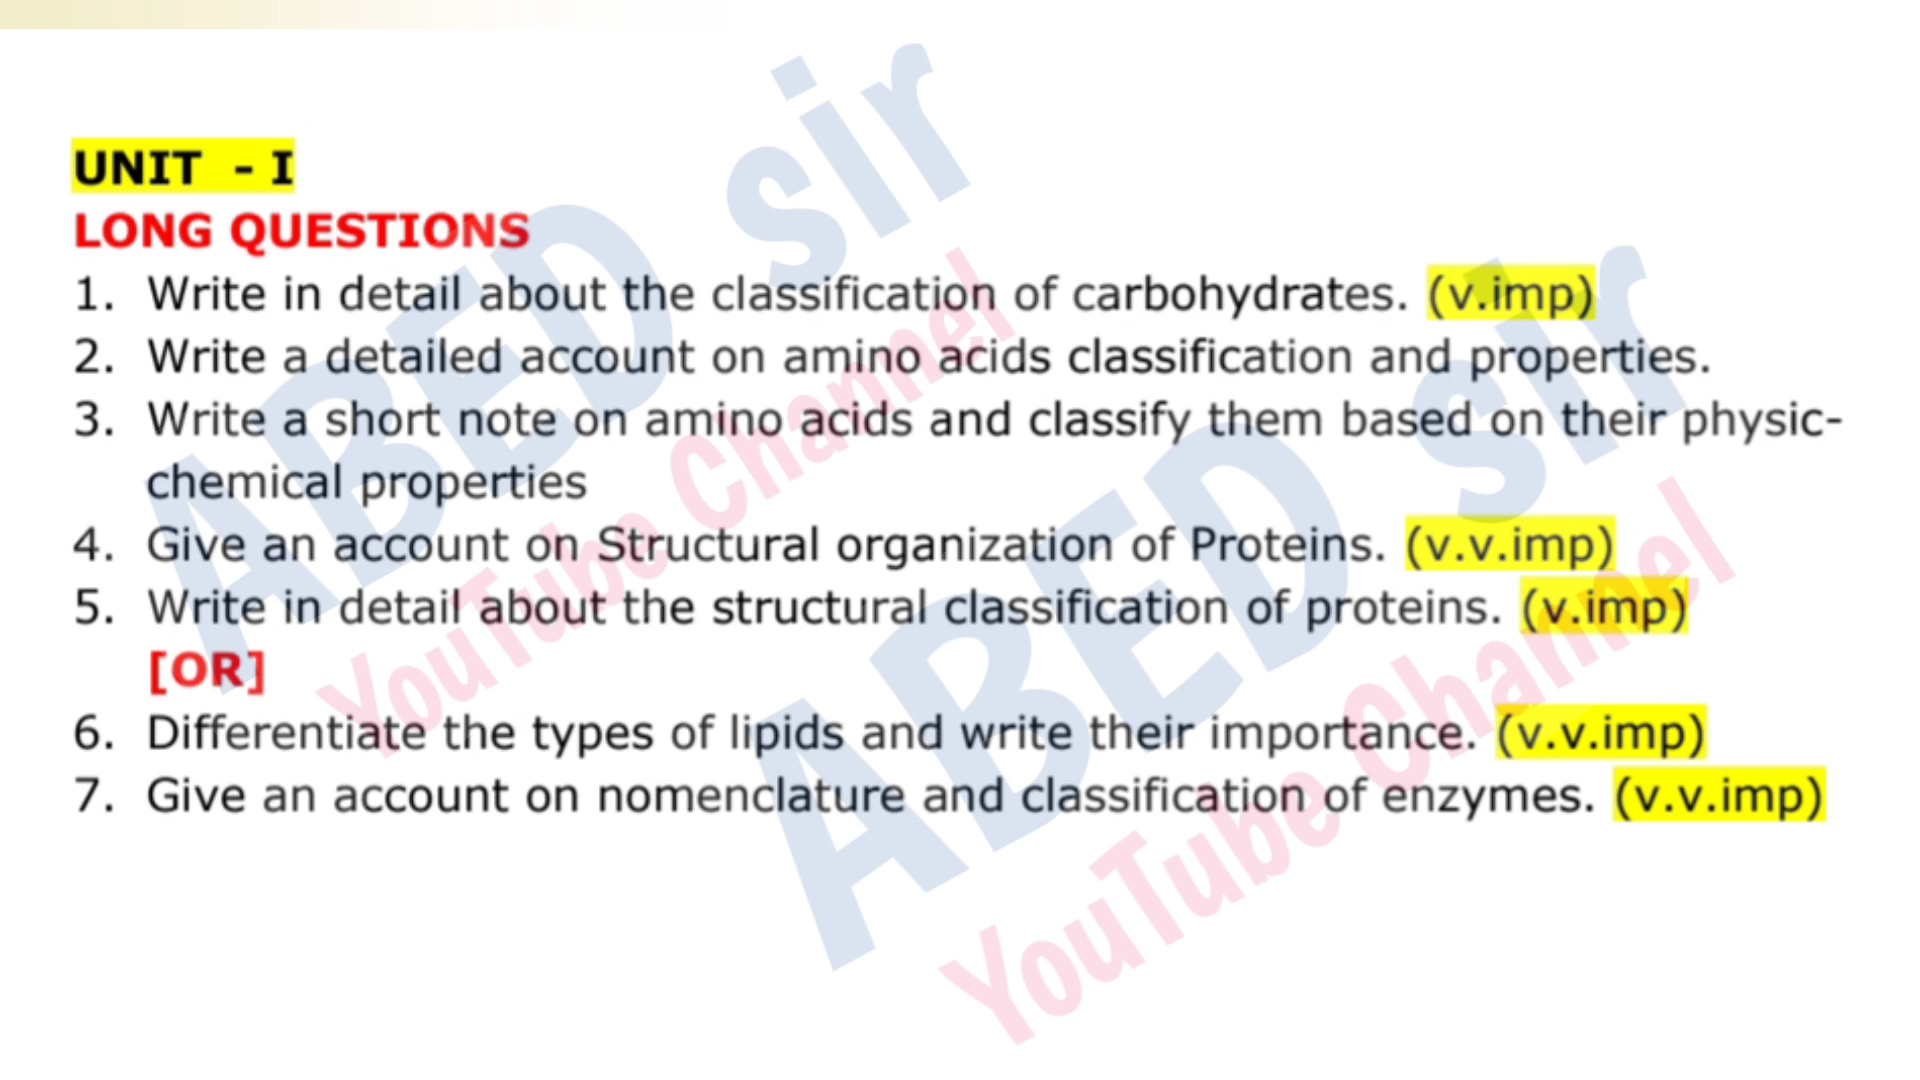 UNIT - I
LONG QUESTIONS
1. Write in detail about the classification of carbohydrates. (v.imp)
2. Write a detailed account on amino acids classification and properties.
3. Write a short note on amino acids and classify them based on their physic-
chemical properties
4. Give an account on Structural organization of Proteins. (v.v.imp)
5. Write in detail about the structural classification of proteins. (v.imp)
[OR]
6. Differentiate the types of lipids and write their importance. (v.v.imp)
7. Give an account on nomenclature and classification of enzymes. (v.v.imp)
ABED sir
YouTube Channel
ABED sir
YouTube Channel